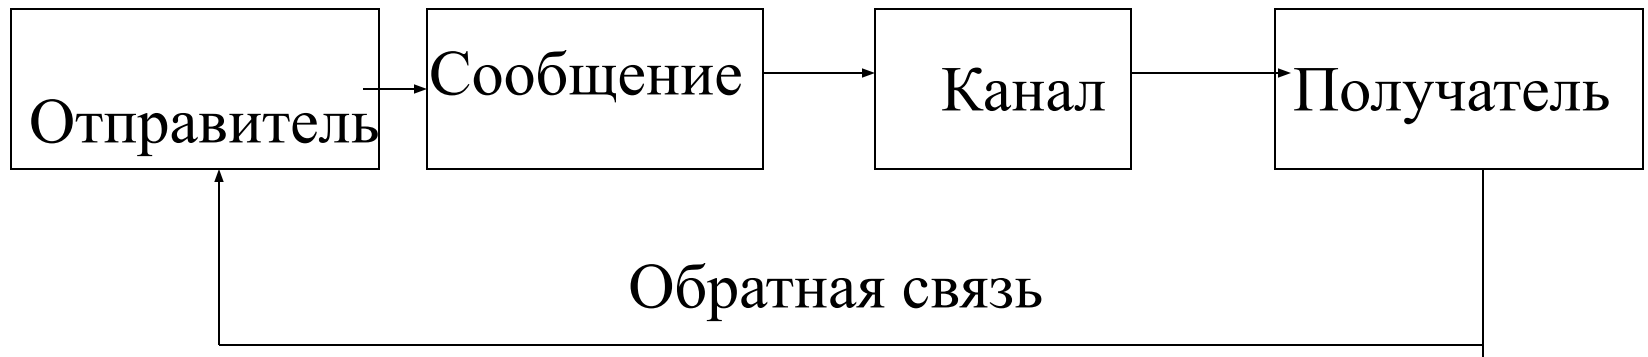 Отправитель
Сообщение
Канал
Получатель
Обратная связь